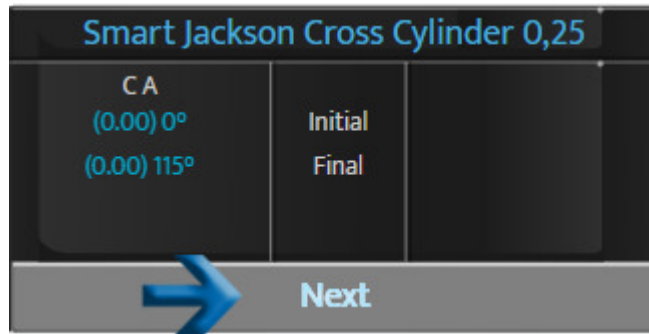 Smart Jackson Cross Cylinder 0,25
C A
(0.00) 0º Initial
(0.00) 115º Final
Next